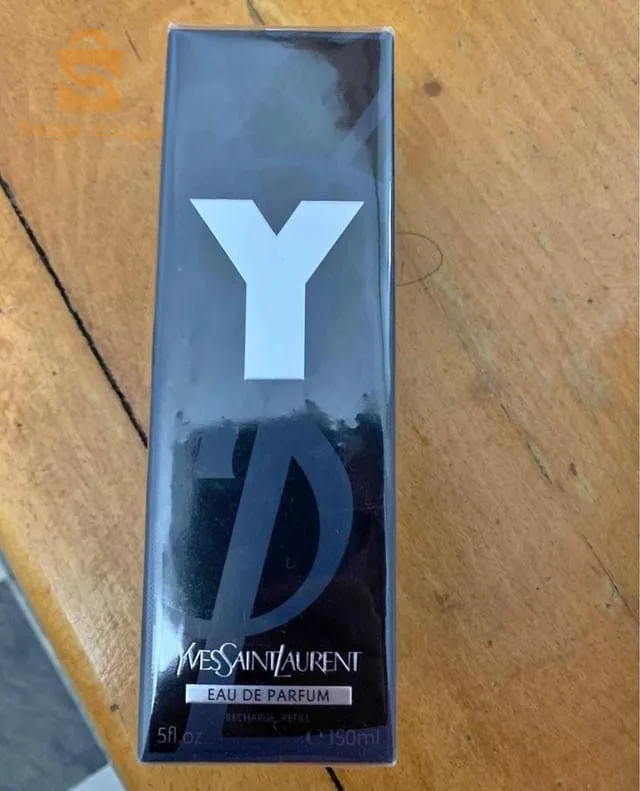 Y
YVESSAINTLAURENT
EAU DE PARFUM
RECHARGE, REFILL
5fl.oz. e 150ml